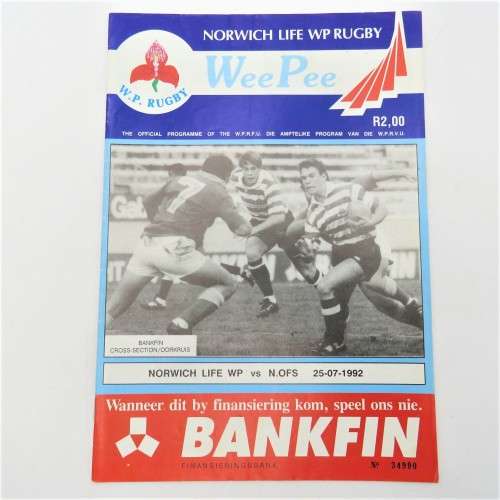 NORWICH LIFE WP RUGBY
WeePee
W.P. RUGBY
R2,00
THE OFFICIAL PROGRAMME OF THE W.P.R.F.U. DIE AMPTELIKE PROGRAM VAN DIE W.P.R.V.U.
7
BANKFIN
CROSS-SECTION/OORKRUIS
NORWICH LIFE WP vs N.OFS 25-07-1992
Wanneer dit by finansiering kom, speel ons nie.
BANKFIN
FINANSIERINGSBANK
Nº 34990